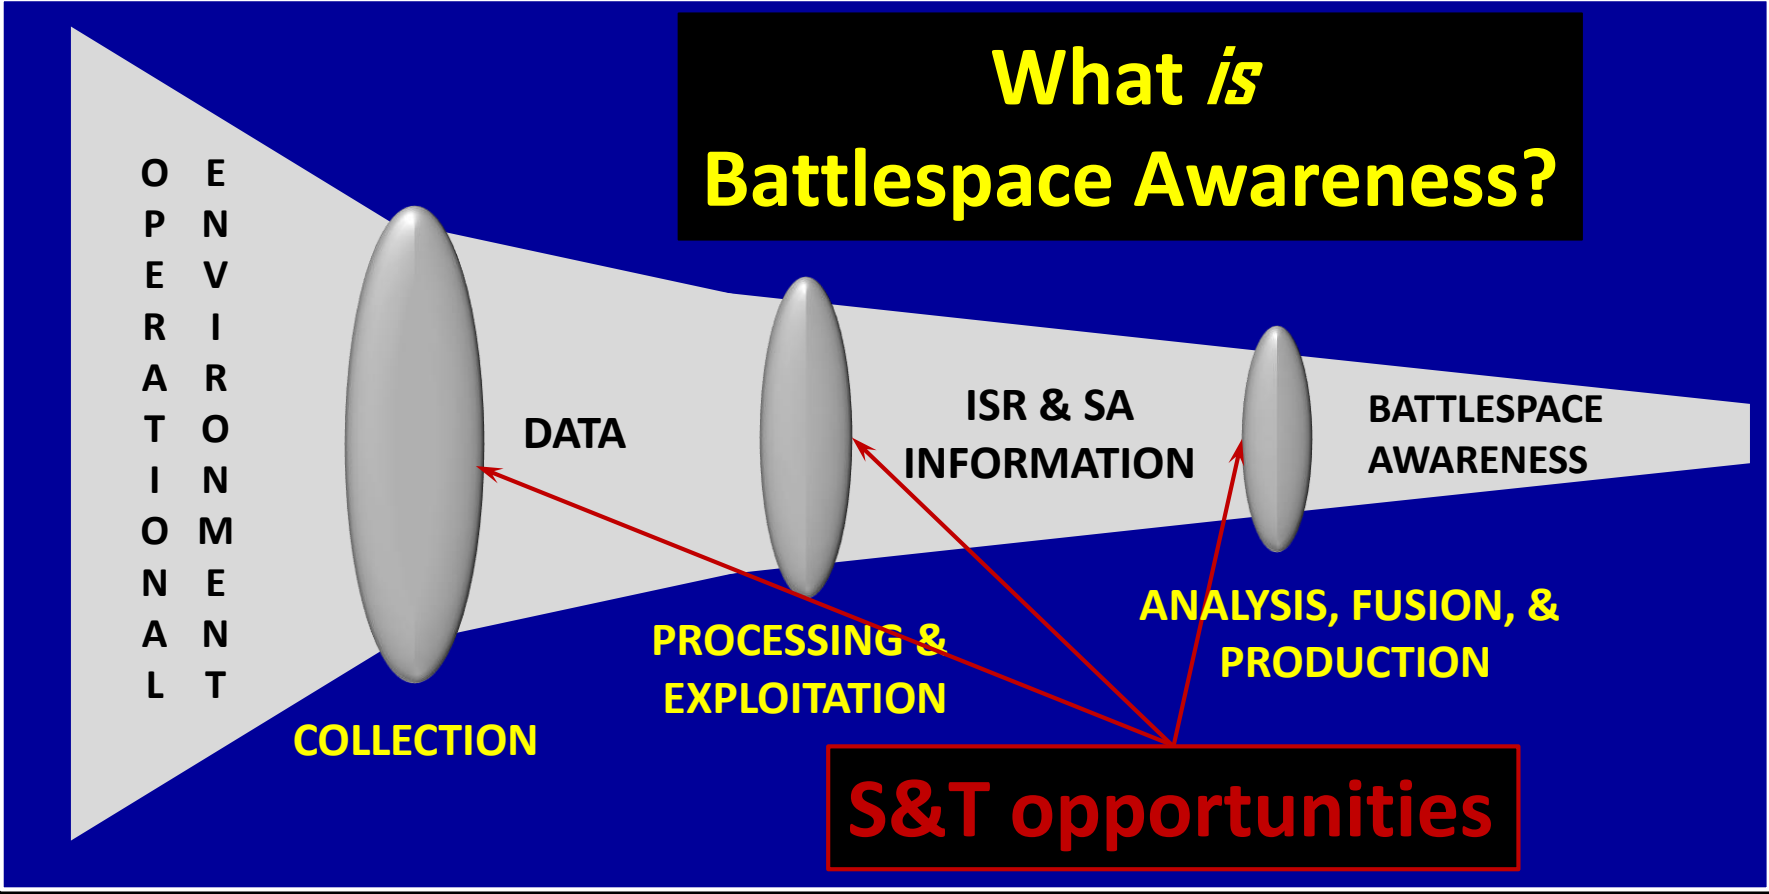 What is
Battlespace Awareness?
OPERATIONAL
ENVIRONMENT
DATA
ISR & SA
INFORMATION
BATTLESPACE
AWARENESS
COLLECTION
PROCESSING &
EXPLOITATION
ANALYSIS, FUSION, &
PRODUCTION
S&T opportunities